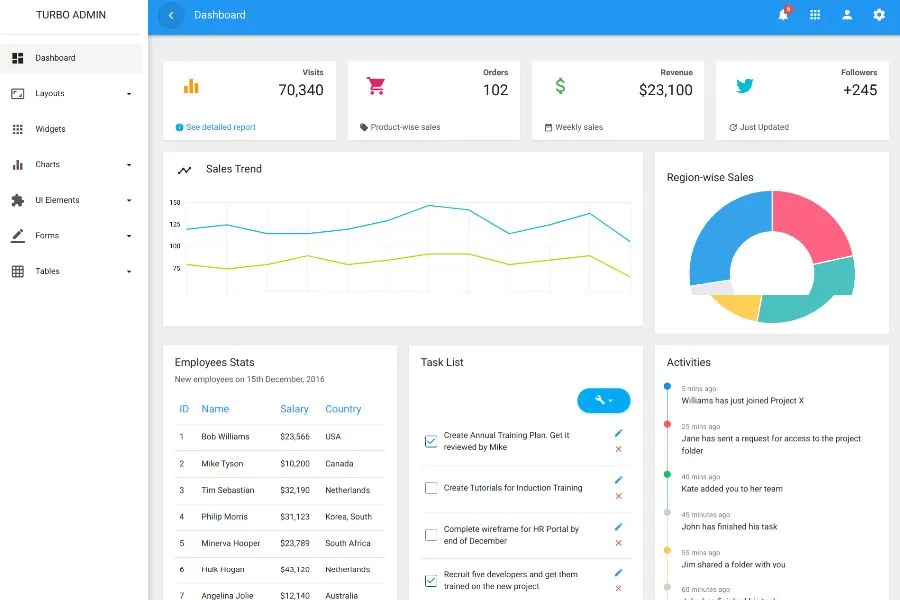 TURBO ADMIN
Dashboard
6
Dashboard
Layouts
Widgets
Charts
UI Elements
Forms
Tables
Visits
70,340
See detailed report
Orders
102
Product-wise sales
Revenue
$23,100
Weekly sales
Followers
+245
Just Updated
Sales Trend
150
125
100
75
Region-wise Sales
Employees Stats
New employees on 15th December, 2016
ID Name Salary Country
1 Bob Williams $23,566 USA
2 Mike Tyson $10,200 Canada
3 Tim Sebastian $32,190 Netherlands
4 Philip Morris $31,123 Korea, South
5 Minerva Hooper $23,789 South Africa
6 Hulk Hogan $43,120 Netherlands
7 Angelina Jolie $12,140 Australia
Task List
Create Annual Training Plan. Get it
reviewed by Mike
Create Tutorials for Induction Training
Complete wireframe for HR Portal by
end of December
Recruit five developers and get them
trained on the new project
Activities
5 mins ago
Williams has just joined Project X
25 mins ago
Jane has sent a request for access to the project
folder
40 mins ago
Kate added you to her team
45 minutes ago
John has finished his task
55 mins ago
Jim shared a folder with you
60 minutes ago